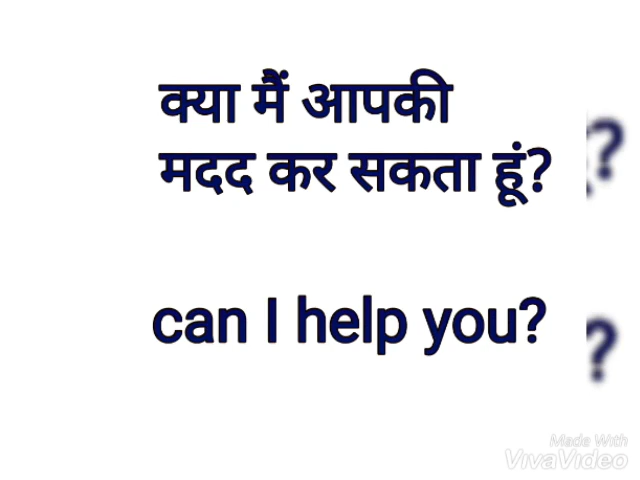 क्या मैं आपकी
मदद कर सकता हूं?
can I help you?
?
?
Made With
VivaVideo